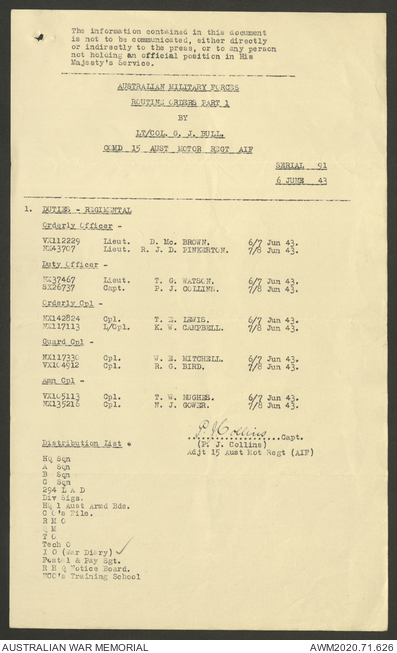 The information contained in this document
is not to be communicated, either directly
or indirectly to the press, or to any person
not holding an official position in His
Majesty's Service.
AUSTRALIAN MILITARY FORCES
ROUTINE ORDERS PART 1
BY
LT/COL. G. J. BULL.
COMD 15 AUST MOTOR REGT AIF
SERIAL 91
6 JUNE 43
1. DUTIES - REGIMENTAL
Orderly Officer -
VX112229 Lieut. D. Mc. BROWN. 6/7 Jun 43.
NX43707 Lieut. R. J. D. PINKERTON. 7/8 Jun 43.
Duty Officer -
Lieut. T. G. WATSON. 6/7 Jun 43.
SX26737 Capt. P. J. COLLINS. 7/8 Jun 43.
Orderly Cpl -
NX142824 Cpl. T. E. LEWIS. 6/7 Jun 43.
NX117113 L/Cpl. K. W. CAMPBELL. 7/8 Jun 43.
Guard Cpl -
NX117330 Cpl. W. E. MITCHELL. 6/7 Jun 43.
VX104912 Cpl. R. G. BIRD. 7/8 Jun 43.
Amn Cpl -
VX105113 Cpl. T. W. HUGHES. 6/7 Jun 43.
NX135216 Cpl. N. J. GOWER. 7/8 Jun 43.
P J Collins Capt.
(P. J. Collins)
Adjt 15 Aust Mot Regt (AIF)
Distribution List -
HQ Sqn
A Sqn
B Sqn
C Sqn
294 L A D
Div Sigs.
HQ 1 Aust Armd Bde.
C O's File.
R M O
Q M
T O
Tech O
I O (War Diary) ✓
Postal & Pay Sgt.
R H Q Notice Board.
NCO's Training School
AUSTRALIAN WAR MEMORIAL
AWM2020.71.626